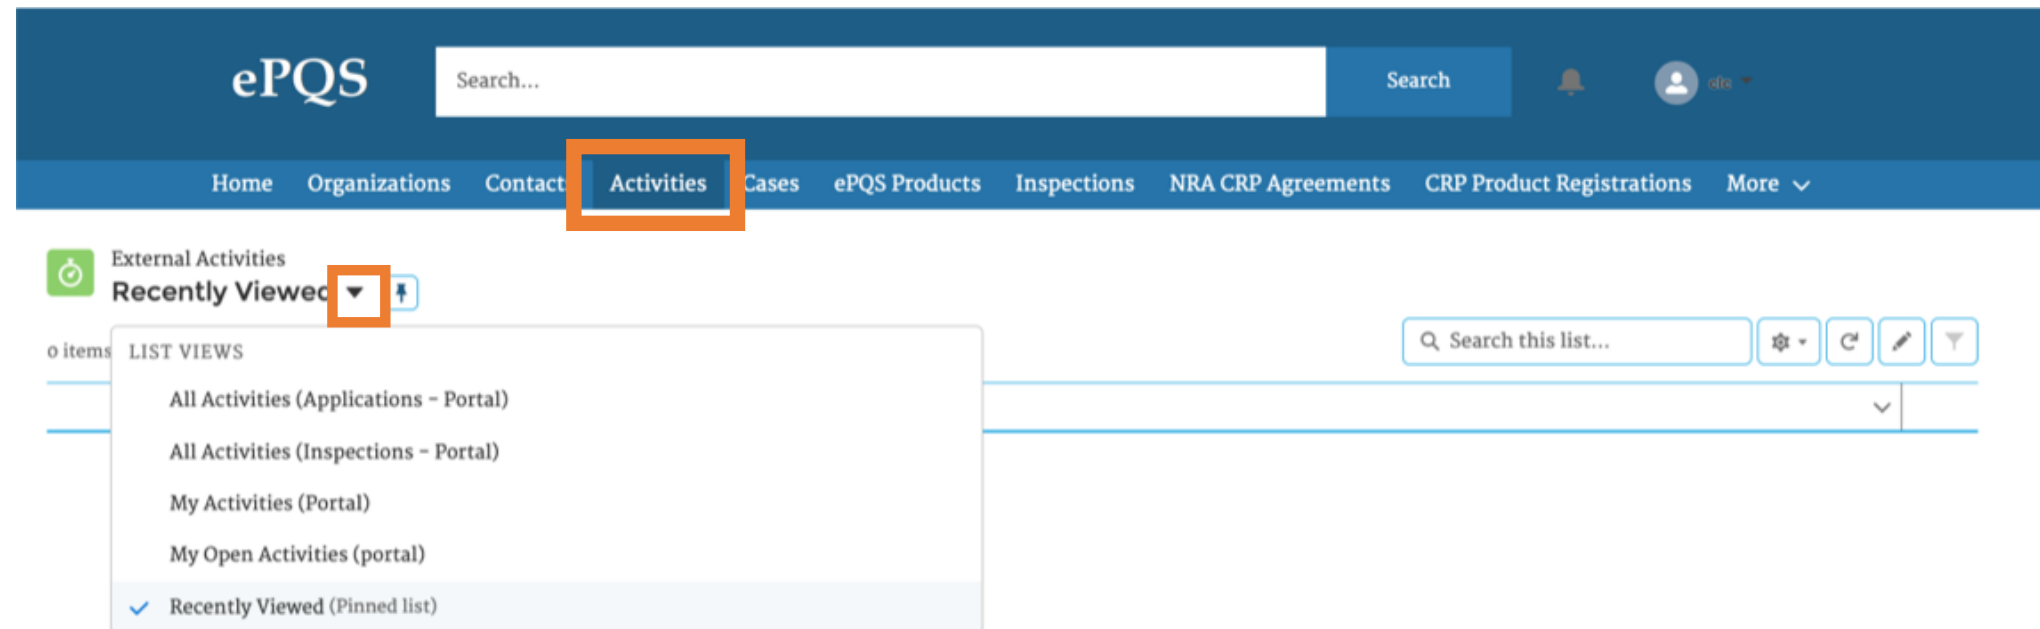 ePQS
Search...
Search
ctc
Home Organizations Contact Activities Cases ePQS Products Inspections NRA CRP Agreements CRP Product Registrations More
External Activities
Recently Viewed
0 items
Search this list...
LIST VIEWS
All Activities (Applications - Portal)
All Activities (Inspections - Portal)
My Activities (Portal)
My Open Activities (portal)
Recently Viewed (Pinned list)